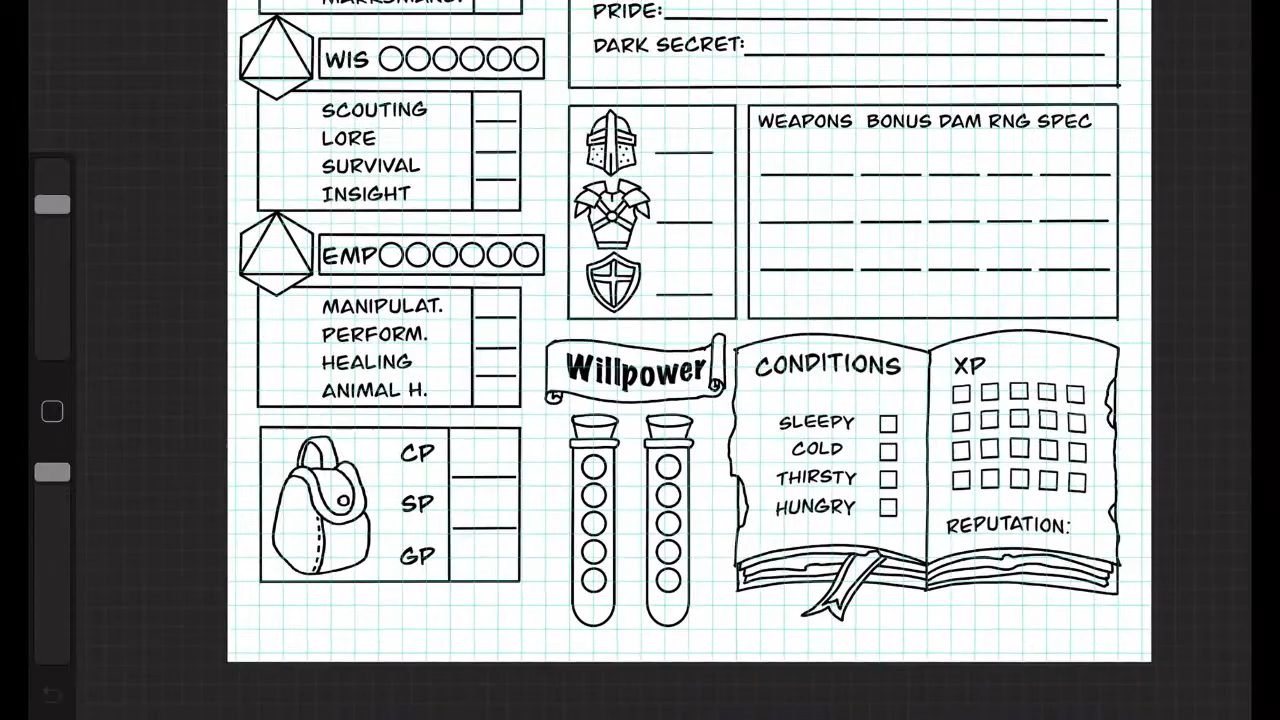 MARKSMANS.
WIS
SCOUTING
LORE
SURVIVAL
INSIGHT
EMP
MANIPULAT.
PERFORM.
HEALING
ANIMAL H.
CP
SP
GP
PRIDE:
DARK SECRET:
WEAPONS BONUS DAM RNG SPEC
Willpower
CONDITIONS
SLEEPY
COLD
THIRSTY
HUNGRY
XP
REPUTATION: